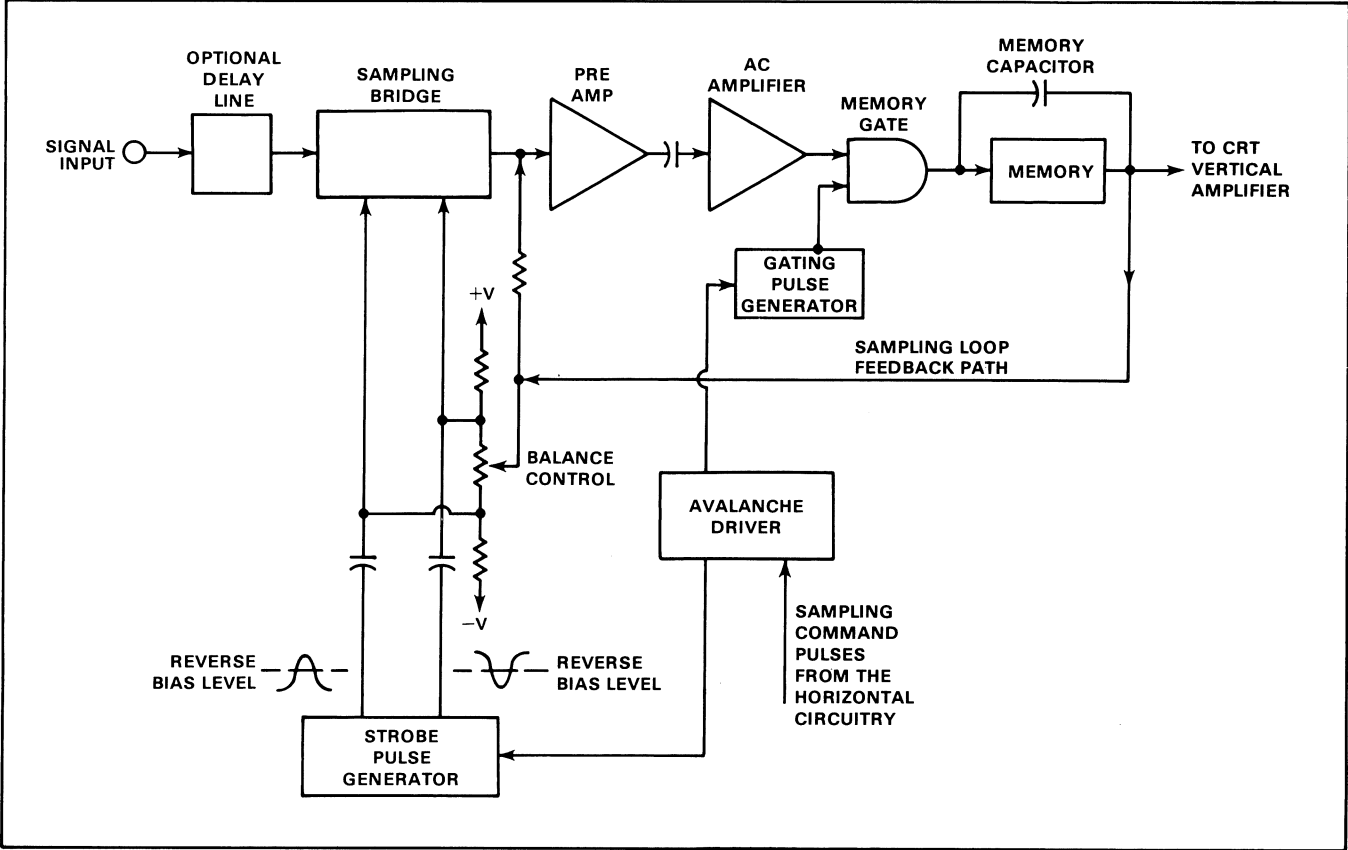 OPTIONAL
DELAY
LINE
SAMPLING
BRIDGE
PRE
AMP
AC
AMPLIFIER
MEMORY
GATE
MEMORY
CAPACITOR
SIGNAL
INPUT
MEMORY
TO CRT
VERTICAL
AMPLIFIER
GATING
PULSE
GENERATOR
+V
SAMPLING LOOP
FEEDBACK PATH
BALANCE
CONTROL
AVALANCHE
DRIVER
−V
SAMPLING
COMMAND
PULSES
FROM THE
HORIZONTAL
CIRCUITRY
REVERSE
BIAS LEVEL
REVERSE
BIAS LEVEL
STROBE
PULSE
GENERATOR